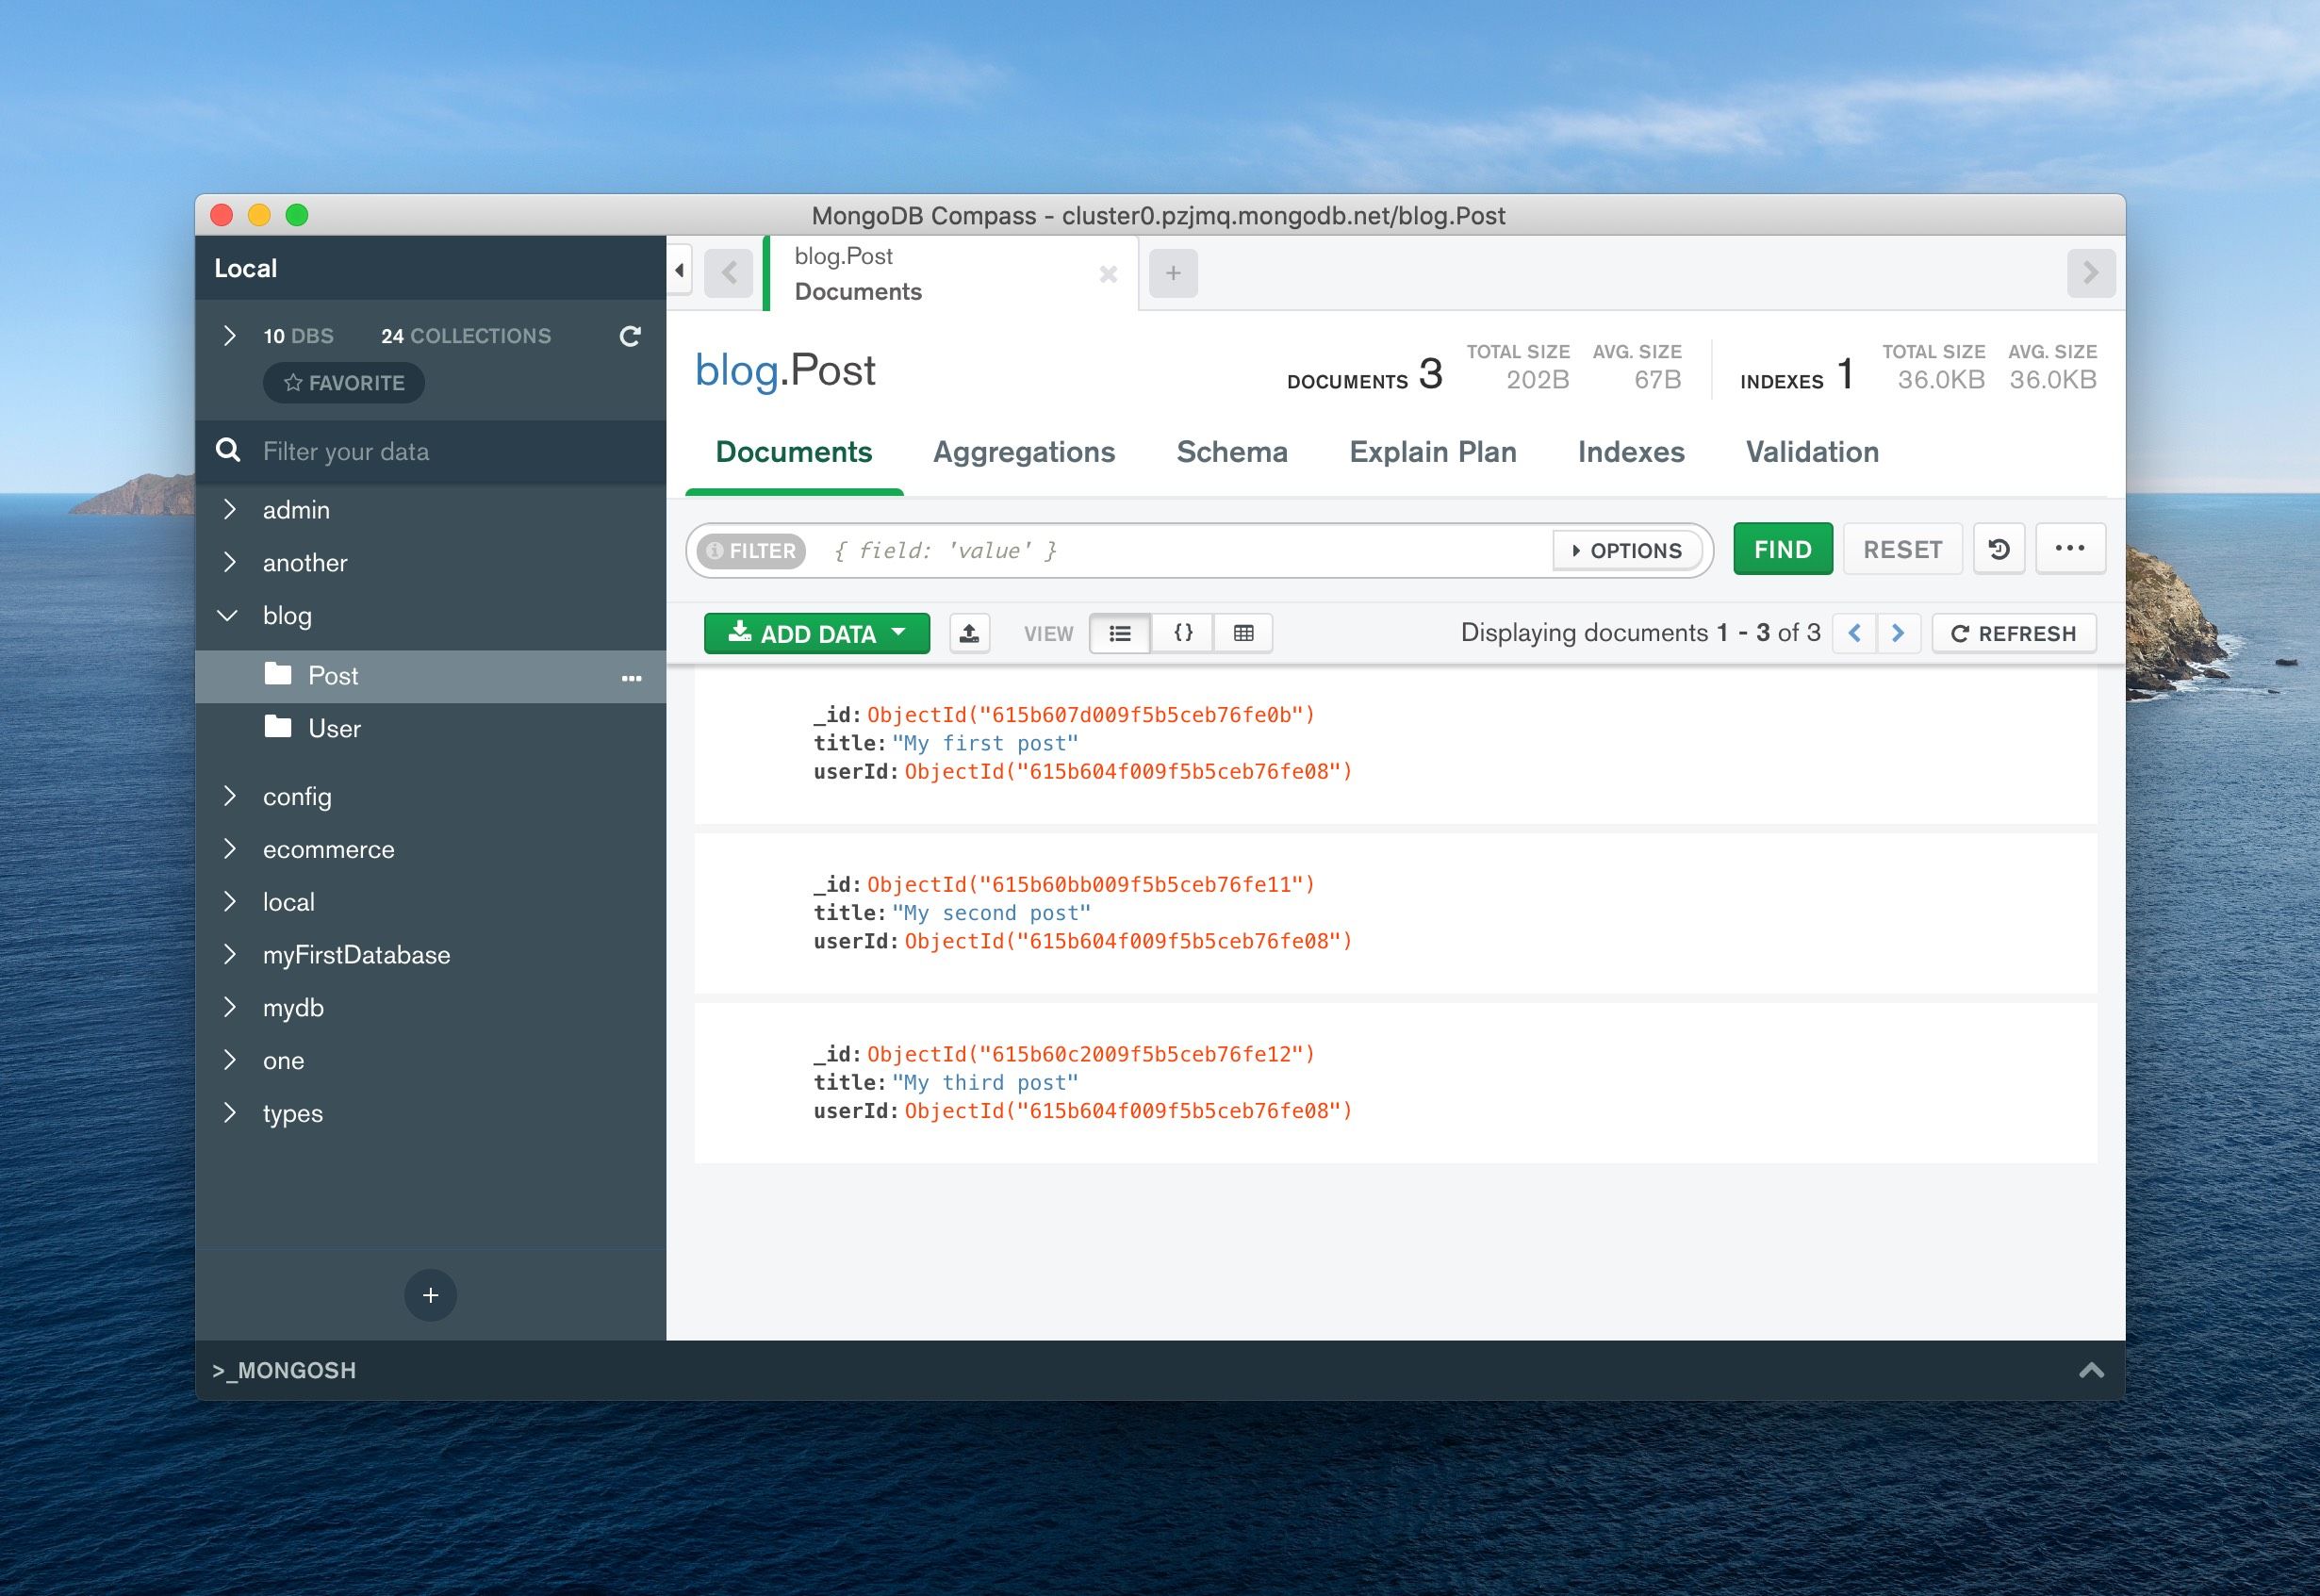 MongoDB Compass - cluster0.pzjmq.mongodb.net/blog.Post
Local
10 DBS 24 COLLECTIONS
FAVORITE
Filter your data
admin
another
blog
Post
User
config
ecommerce
local
myFirstDatabase
mydb
one
types
+
blog.Post
Documents
+
blog.Post
DOCUMENTS 3 TOTAL SIZE 202B AVG. SIZE 67B
INDEXES 1 TOTAL SIZE 36.0KB AVG. SIZE 36.0KB
Documents Aggregations Schema Explain Plan Indexes Validation
FILTER { field: 'value' } OPTIONS FIND RESET ...
ADD DATA VIEW {} Displaying documents 1 - 3 of 3 REFRESH
_id: ObjectId("615b607d009f5b5ceb76fe0b")
title: "My first post"
userId: ObjectId("615b604f009f5b5ceb76fe08")
_id: ObjectId("615b60bb009f5b5ceb76fe11")
title: "My second post"
userId: ObjectId("615b604f009f5b5ceb76fe08")
_id: ObjectId("615b60c2009f5b5ceb76fe12")
title: "My third post"
userId: ObjectId("615b604f009f5b5ceb76fe08")
>_MONGOSH